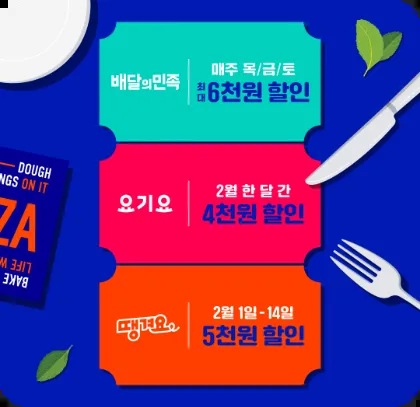 배달의민족
매주 목/금/토
최대 6천원 할인
요기요
2월 한 달 간
4천원 할인
땡겨요
2월 1일-14일
5천원 할인
DOUGH
NGS ON IT
ZA
LIFE W
BAKE